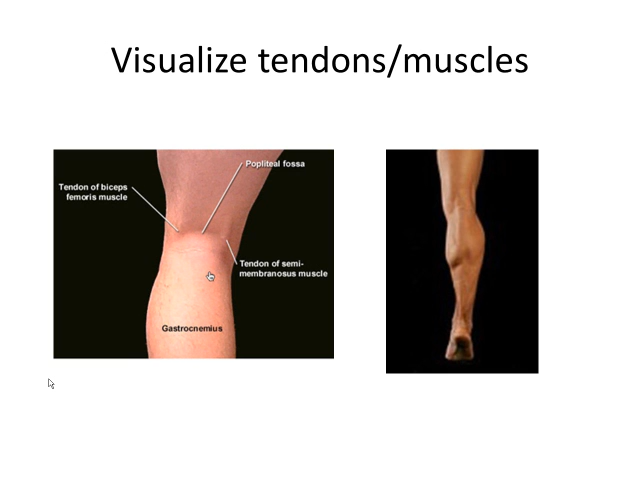 Visualize tendons/muscles
Popliteal fossa
Tendon of biceps
femoris muscle
Tendon of semi-
membranosus muscle
Gastrocnemius